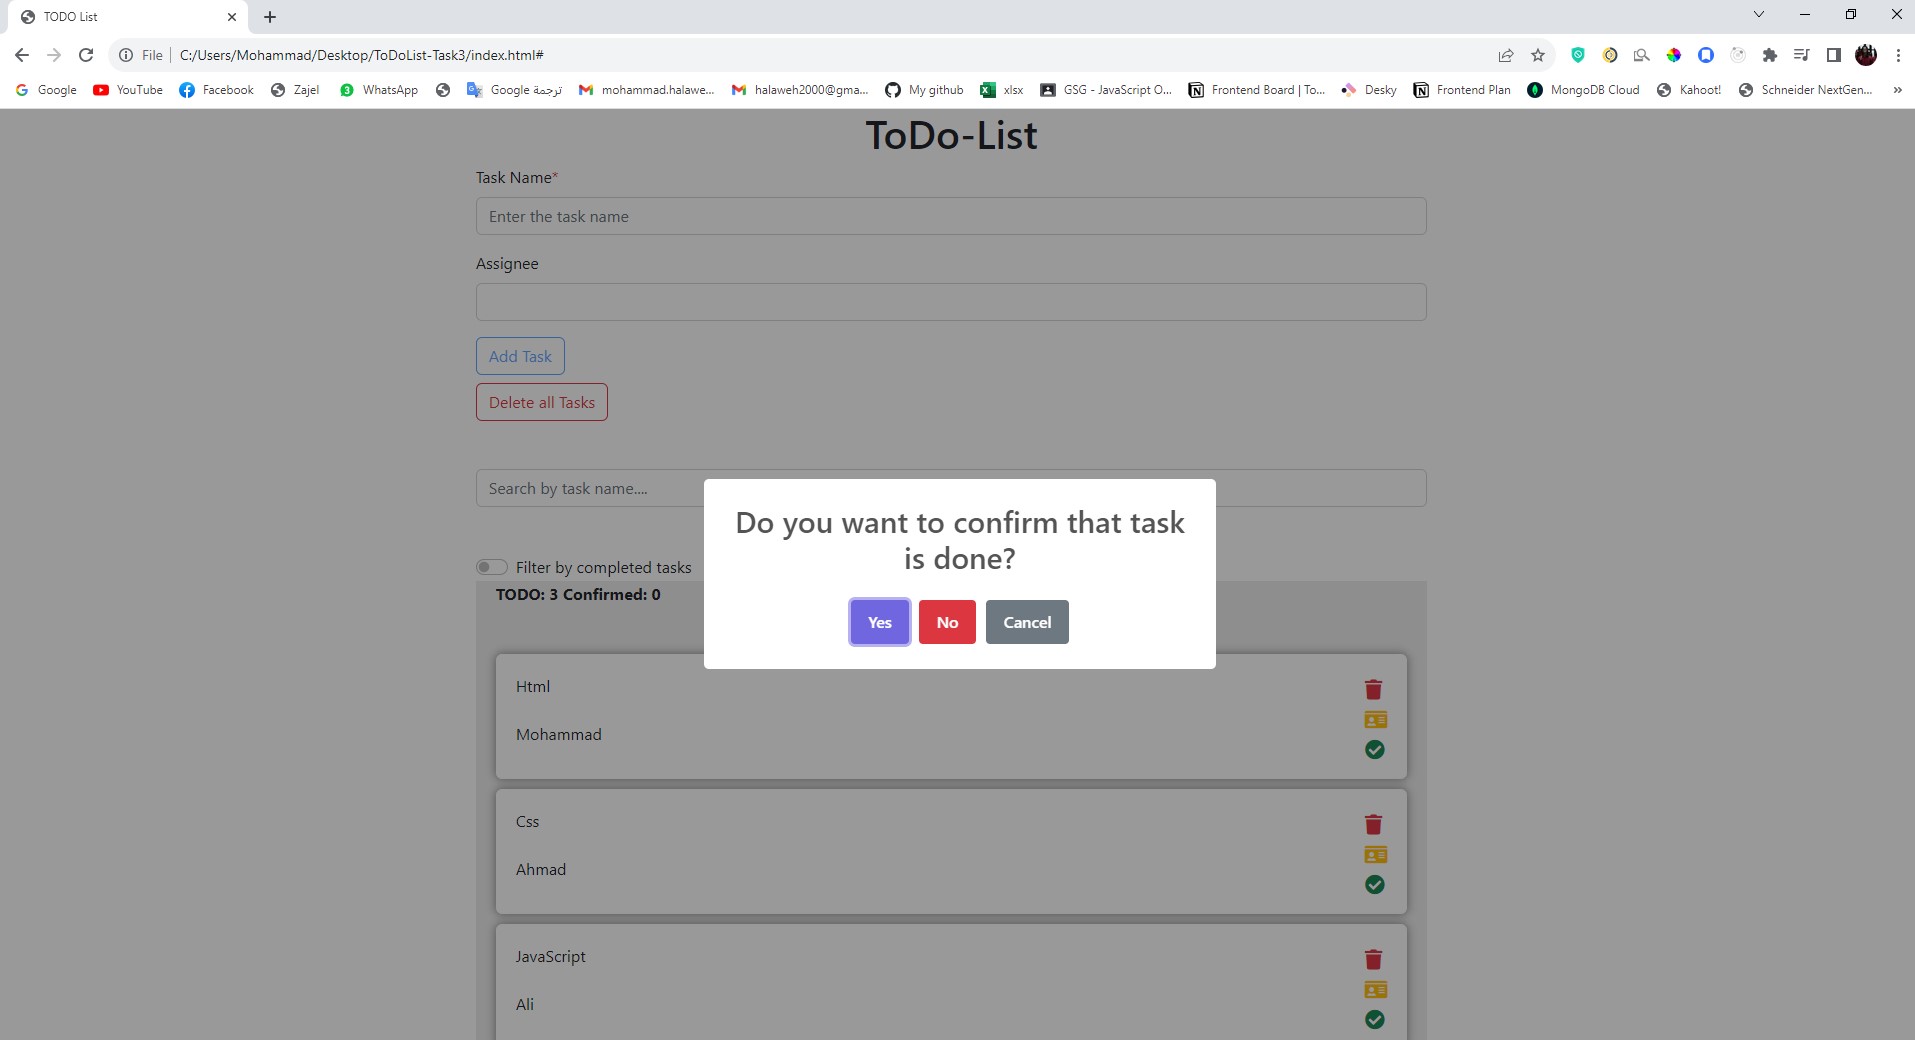 TODO List
File C:/Users/Mohammad/Desktop/ToDoList-Task3/index.html#
Google YouTube Facebook Zajel WhatsApp Google ترجمة mohammad.halawe... halaweh2000@gma... My github xlsx GSG - JavaScript O... Frontend Board | To... Desky Frontend Plan MongoDB Cloud Kahoot! Schneider NextGen... »
ToDo-List
Task Name*
Enter the task name
Assignee
Add Task
Delete all Tasks
Search by task name....
Do you want to confirm that task
is done?
Yes No Cancel
Filter by completed tasks
TODO: 3 Confirmed: 0
Html
Mohammad
Css
Ahmad
JavaScript
Ali